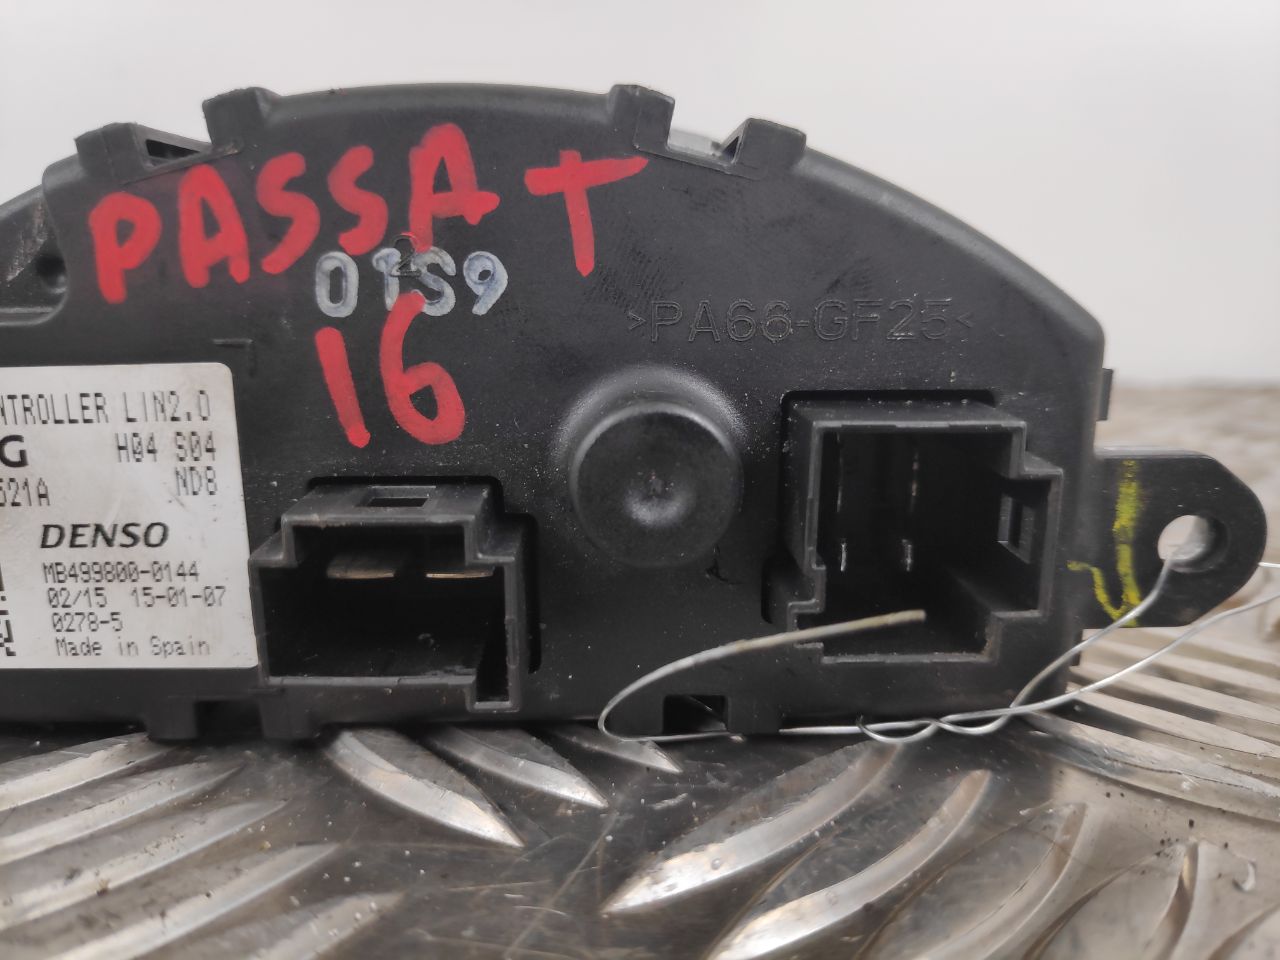 PASSAT
16
>PA66-GF25<
NTROLLER LIN2.0
G H04 S04
521A ND8
DENSO
MB499800-0144
02/15 15-01-07
0278-5
Made in Spain